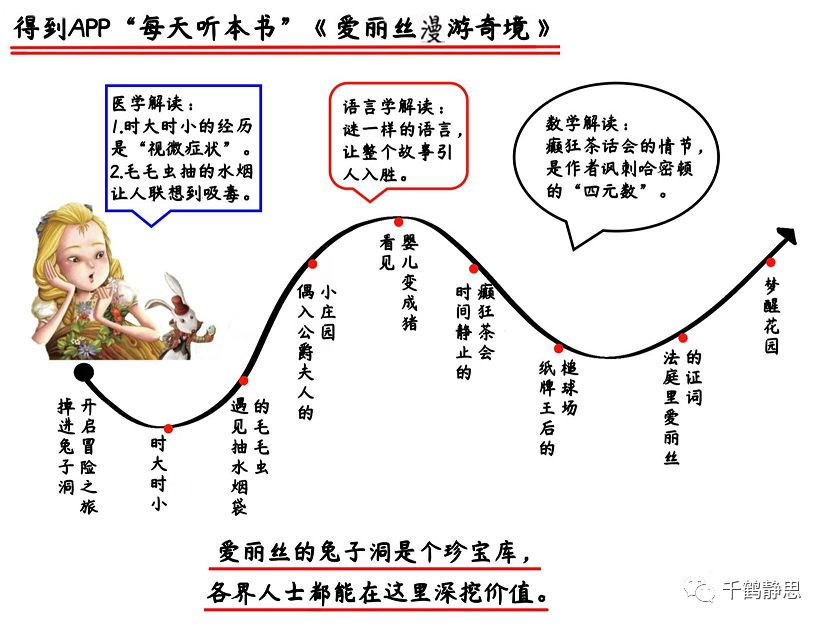 得到APP“每天听本书”《爱丽丝漫游奇境》
医学解读：
1.时大时小的经历
是“视微症状”。
2.毛毛虫抽的水烟
让人联想到吸毒。
语言学解读：
谜一样的语言，
让整个故事引
人入胜。
数学解读：
癫狂茶话会的情节，
是作者讽刺哈密顿
的“四元数”。
掉进兔子洞
开启冒险之旅
时大时小
遇见抽水烟袋
的毛毛虫
偶入公爵夫人的
小庄园
看见
婴儿变成猪
时间静止的
癫狂茶会
纸牌王后的
槌球场
法庭里爱丽丝
的证词
梦醒花园
爱丽丝的兔子洞是个珍宝库，
各界人士都能在这里深挖价值。
千鹤静思